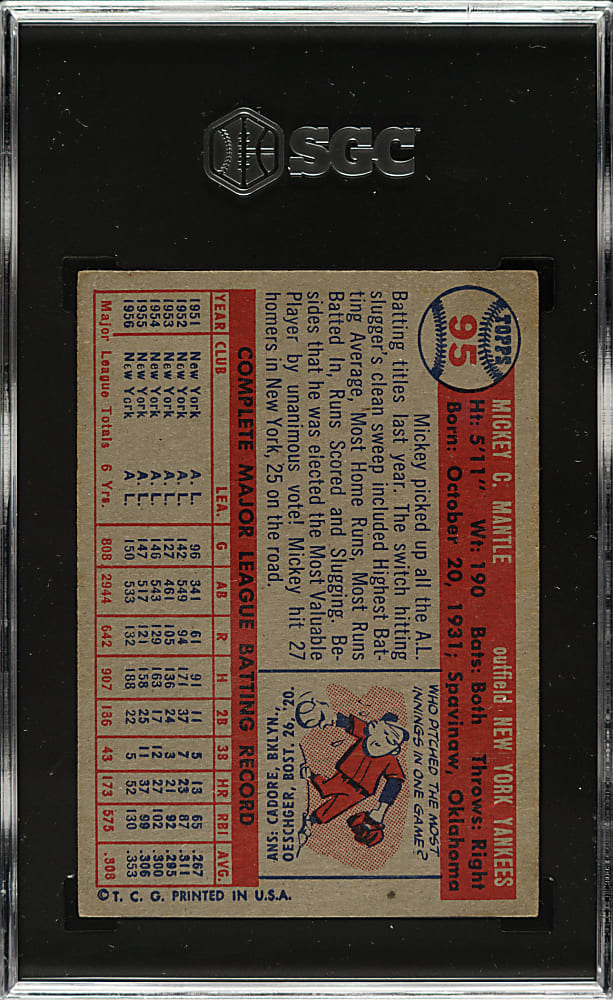 SGC
TOPPS
95
MICKEY C. MANTLE outfield NEW YORK YANKEES
Ht: 5'11" Wt: 190 Bats: Both Throws: Right
Born: October 20, 1931; Spavinaw, Oklahoma
Mickey picked up all the A.L.
Batting titles last year. The switch hitting
slugger's clean sweep included Highest Bat-
ting Average, Most Home Runs, Most Runs
Batted In, Runs Scored and Slugging. Be-
sides that he was elected the Most Valuable
Player by unanimous vote! Mickey hit 27
homers in New York, 25 on the road.
WHO PITCHED THE MOST
INNINGS IN ONE GAME?
ANS: CADORE BKLYN.,
OESCHGER, BOST. 26, '20.
COMPLETE MAJOR LEAGUE BATTING RECORD
YEAR CLUB LEA. G AB R H 2B 3B HR RBI AVG.
1951 New York A. L. 96 341 61 91 11 5 13 65 .267
1952 New York A. L. 142 549 94 171 37 7 23 87 .311
1953 New York A. L. 127 461 105 136 24 3 21 92 .295
1954 New York A. L. 146 543 129 163 17 12 27 102 .300
1955 New York A. L. 147 517 121 158 25 11 37 99 .306
1956 New York A. L. 150 533 132 188 22 5 52 130 .353
Major League Totals 6 Yrs. 808 2944 642 907 136 43 173 575 .308
© T. C. G. PRINTED IN U.S.A.